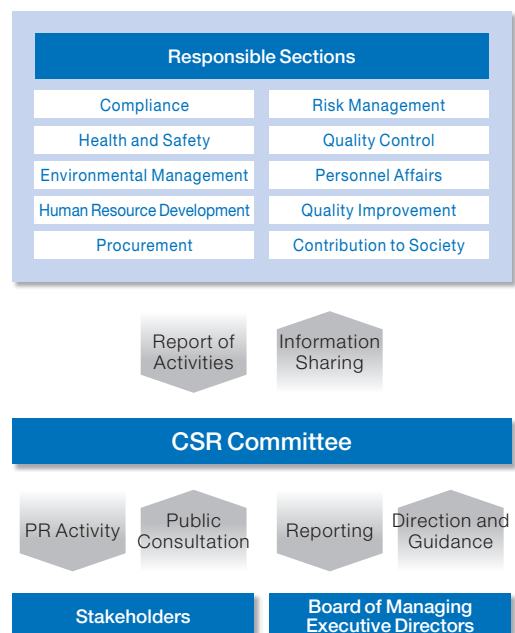 Responsible Sections
Compliance
Risk Management
Health and Safety
Quality Control
Environmental Management
Personnel Affairs
Human Resource Development
Quality Improvement
Procurement
Contribution to Society
Report of
Activities
Information
Sharing
CSR Committee
PR Activity
Public
Consultation
Reporting
Direction and
Guidance
Stakeholders
Board of Managing
Executive Directors